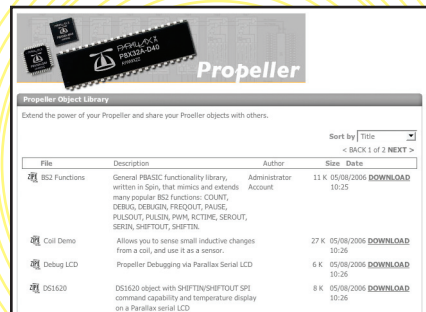 PARALLAX
P8X32A-D40
Propeller
Propeller Object Library
Extend the power of your Propeller and share your Proeller objects with others.
Sort by Title
< BACK 1 of 2 NEXT >
File Description Author Size Date
BS2 Functions General PBASIC functionality library, Administrator 11 K 05/08/2006 DOWNLOAD
written in Spin, that mimics and extends Account 10:25
many popular BS2 functions: COUNT,
DEBUG, DEBUGIN, FREQOUT, PAUSE,
PULSOUT, PULSIN, PWM, RCTIME, SEROUT,
SERIN, SHIFTOUT, SHIFTIN.
Coil Demo Allows you to sense small inductive changes 27 K 05/08/2006 DOWNLOAD
from a coil, and use it as a sensor. 10:26
Debug LCD Propeller Debugging via Parallax Serial LCD 6 K 05/08/2006 DOWNLOAD
10:26
DS1620 DS1620 object with SHIFTIN/SHIFTOUT SPI 8 K 05/08/2006 DOWNLOAD
command capability and temperature display 10:26
on a Parallax serial LCD